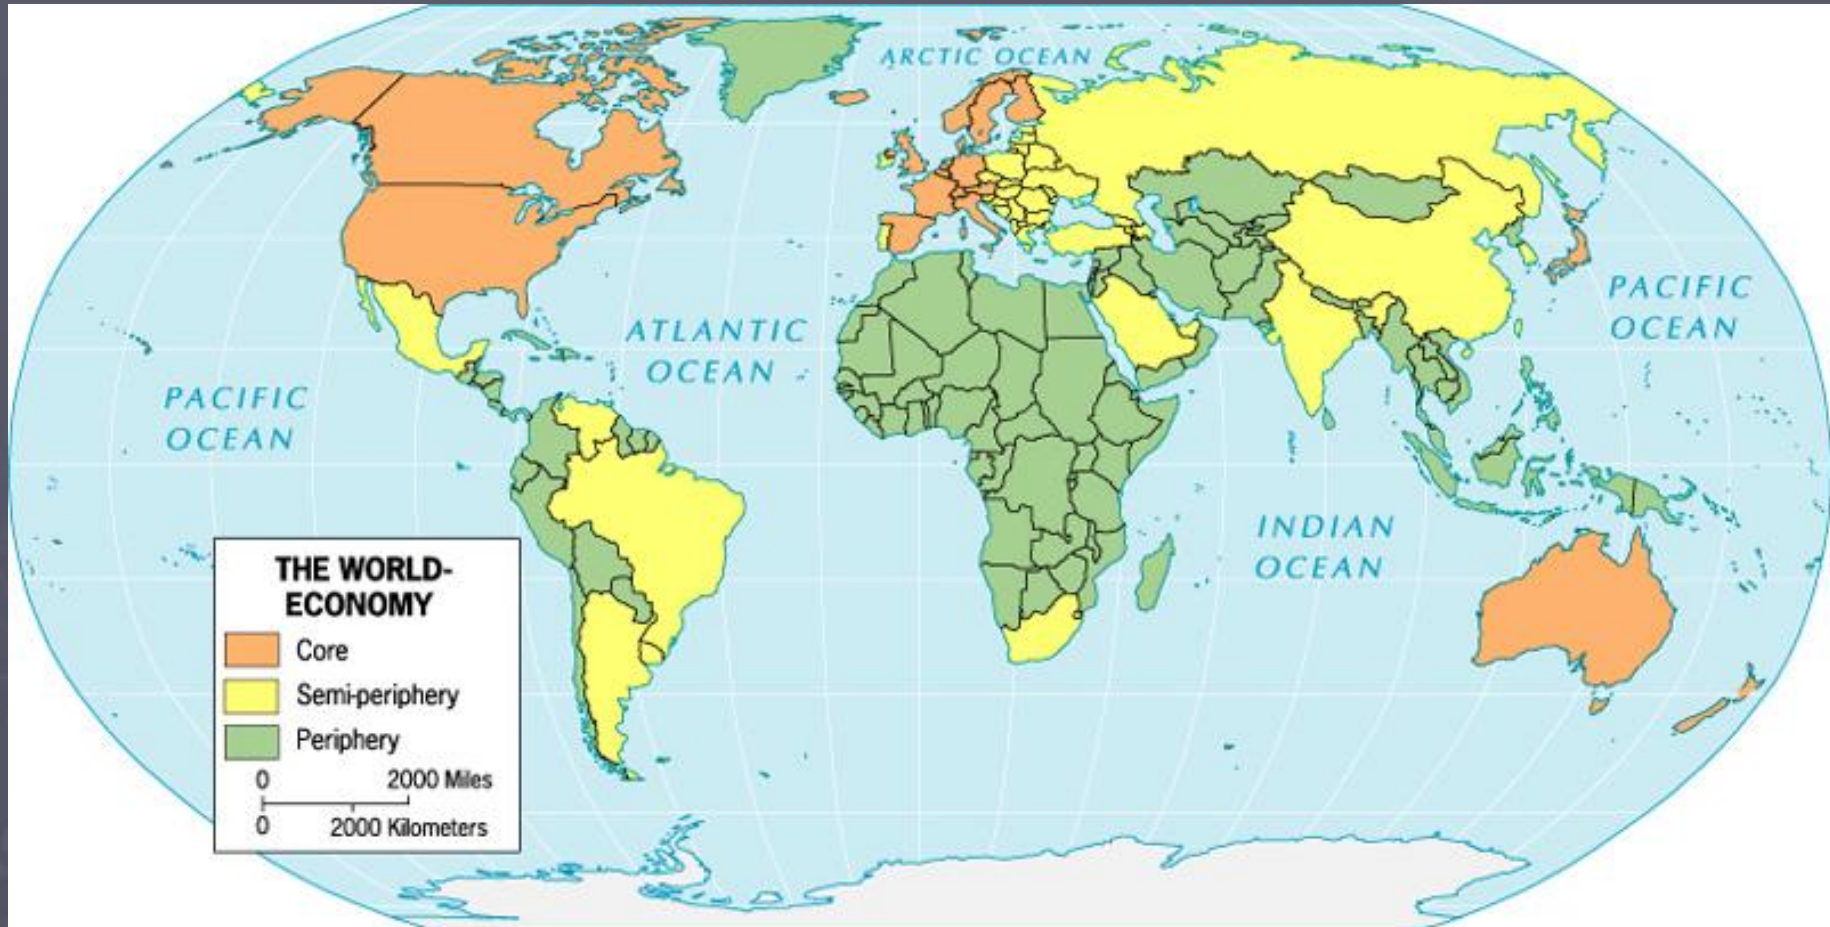 ARCTIC OCEAN
ATLANTIC
OCEAN
PACIFIC
OCEAN
PACIFIC
OCEAN
INDIAN
OCEAN
THE WORLD-
ECONOMY
Core
Semi-periphery
Periphery
0 2000 Miles
0 2000 Kilometers